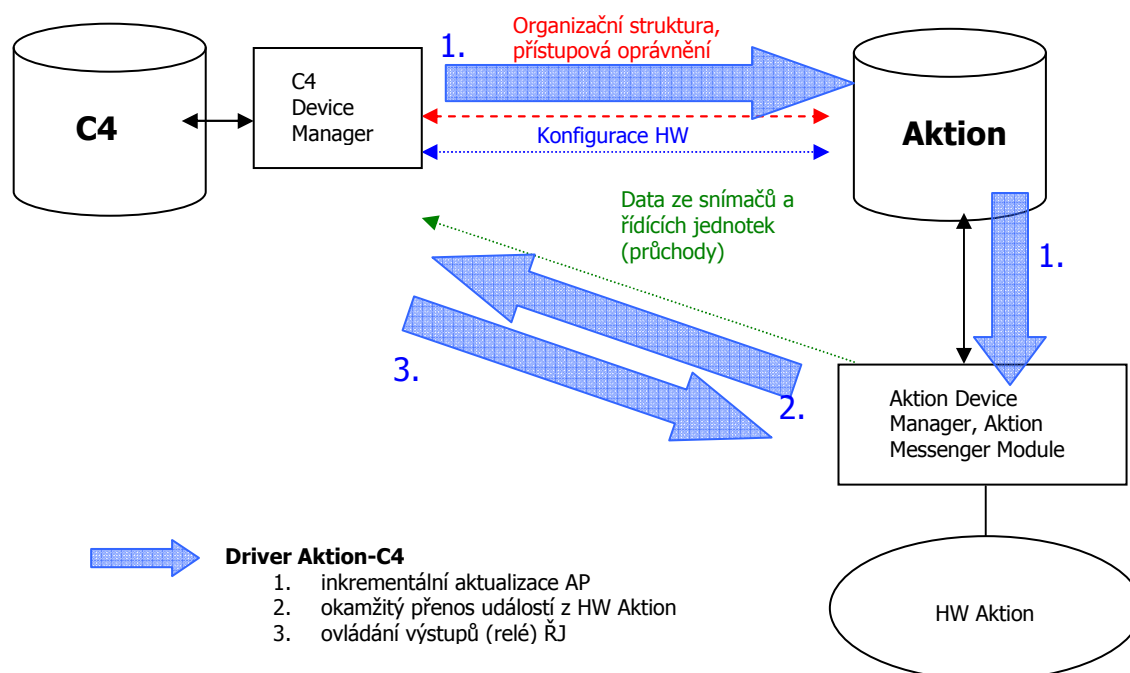 1.
Organizační struktura,
přístupová oprávnění
C4
C4
Device
Manager
Konfigurace HW
Aktion
Data ze snímačů a
řídících jednotek
(průchody)
1.
3.
2.
Aktion Device
Manager, Aktion
Messenger Module
Driver Aktion-C4
1. inkrementální aktualizace AP
2. okamžitý přenos událostí z HW Aktion
3. ovládání výstupů (relé) ŘJ
HW Aktion